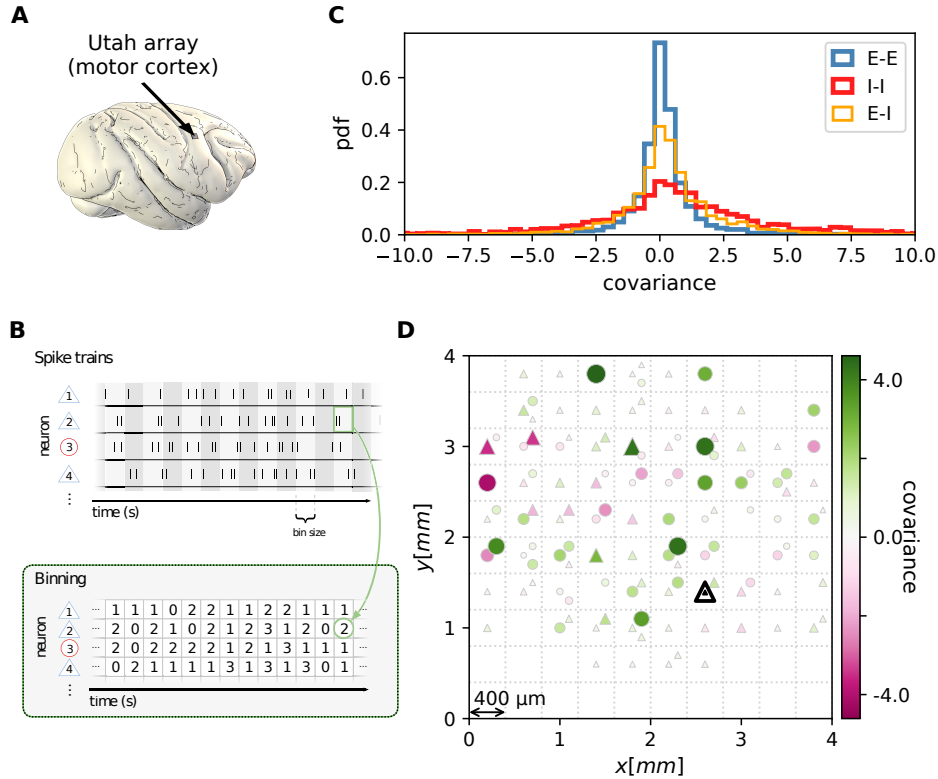 A
Utah array
(motor cortex)
C
pdf
0.6
0.4
0.2
0.0
E-E
I-I
E-I
−10.0 −7.5 −5.0 −2.5 0.0 2.5 5.0 7.5 10.0
covariance
B
Spike trains
neuron
1
2
3
4
⋮
time (s)
bin size
Binning
neuron
1 ··· 1 1 1 0 2 2 1 1 2 2 1 1 1 ···
2 ··· 2 0 2 1 0 2 1 2 3 1 2 0 2 ···
3 ··· 2 0 2 2 2 2 1 2 1 3 1 1 1 ···
4 ··· 0 2 1 1 1 3 1 3 1 3 0 1 ···
⋮
time (s)
D
y[mm]
4
3
2
1
0
400 μm
0 1 2 3 4
x[mm]
4.0
0.0
-4.0
covariance